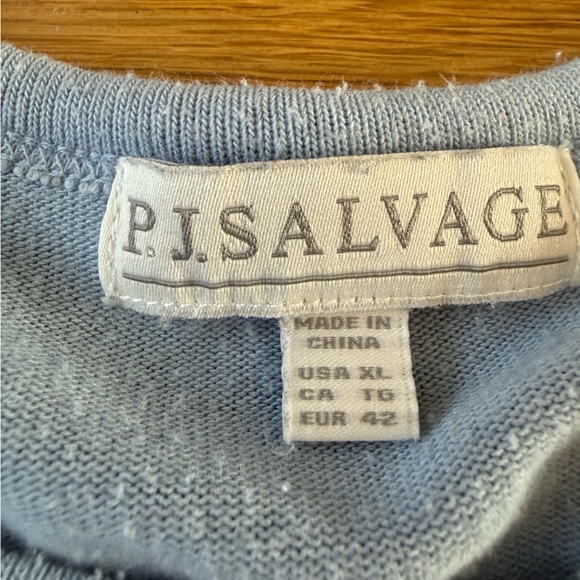 P.J.SALVAGE
MADE IN
CHINA
USA XL
CA TG
EUR 42